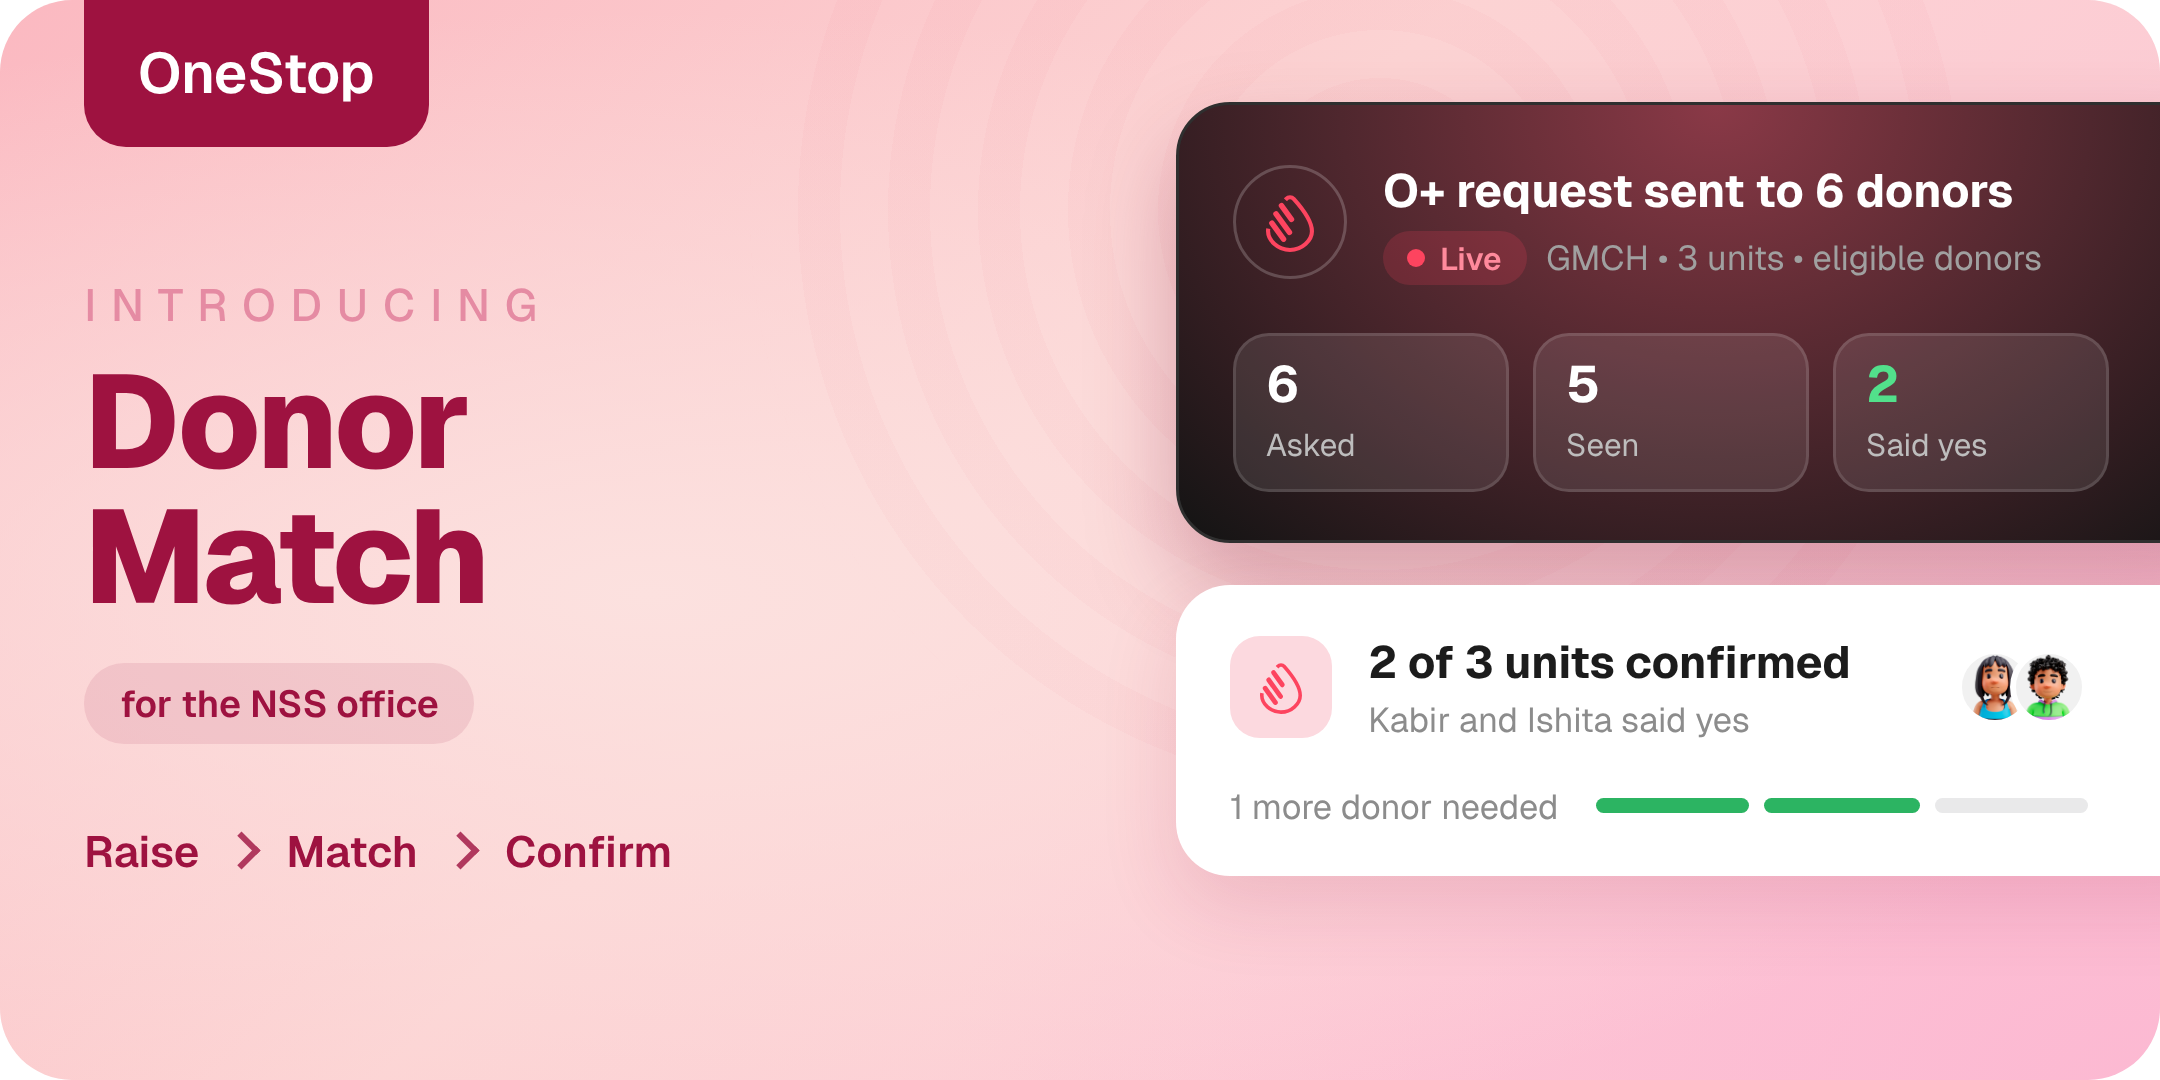 OneStop
INTRODUCING
Donor
Match
for the NSS office
Raise > Match > Confirm
O+ request sent to 6 donors
Live GMCH • 3 units • eligible donors
6 5 2
Asked Seen Said yes
2 of 3 units confirmed
Kabir and Ishita said yes
1 more donor needed